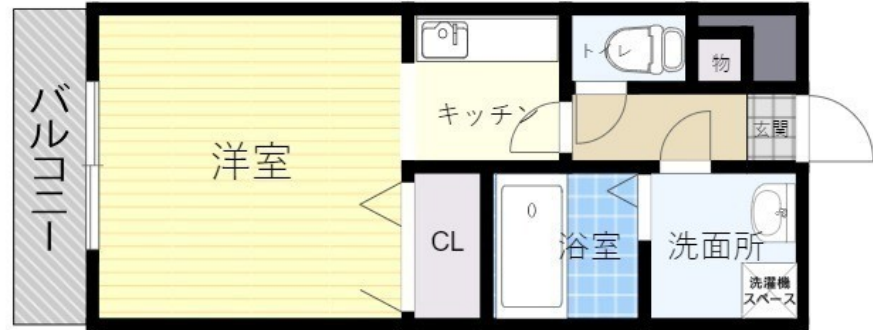 バルコニー
洋室
キッチン
トイレ
物
玄関
CL
浴室
洗面所
洗濯機
スペース